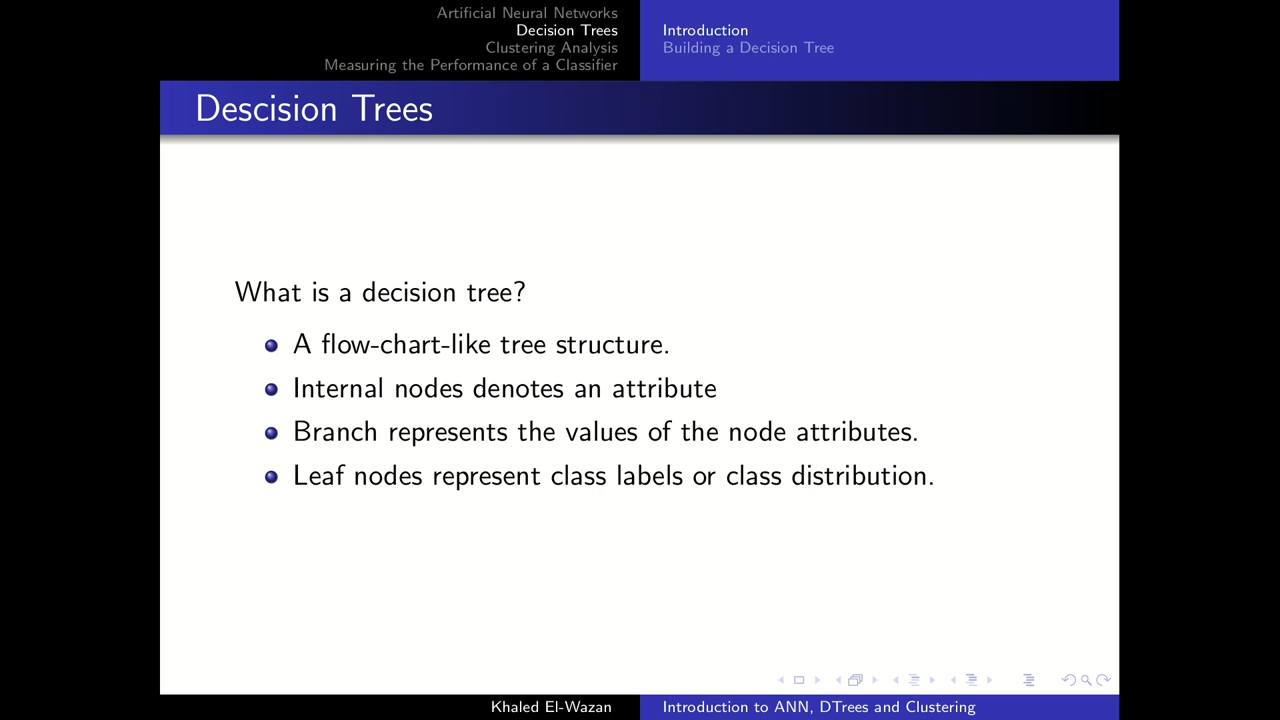 Artificial Neural Networks
Decision Trees
Clustering Analysis
Measuring the Performance of a Classifier
Introduction
Building a Decision Tree
Descision Trees
What is a decision tree?
A flow-chart-like tree structure.
Internal nodes denotes an attribute
Branch represents the values of the node attributes.
Leaf nodes represent class labels or class distribution.
Khaled El-Wazan
Introduction to ANN, DTrees and Clustering